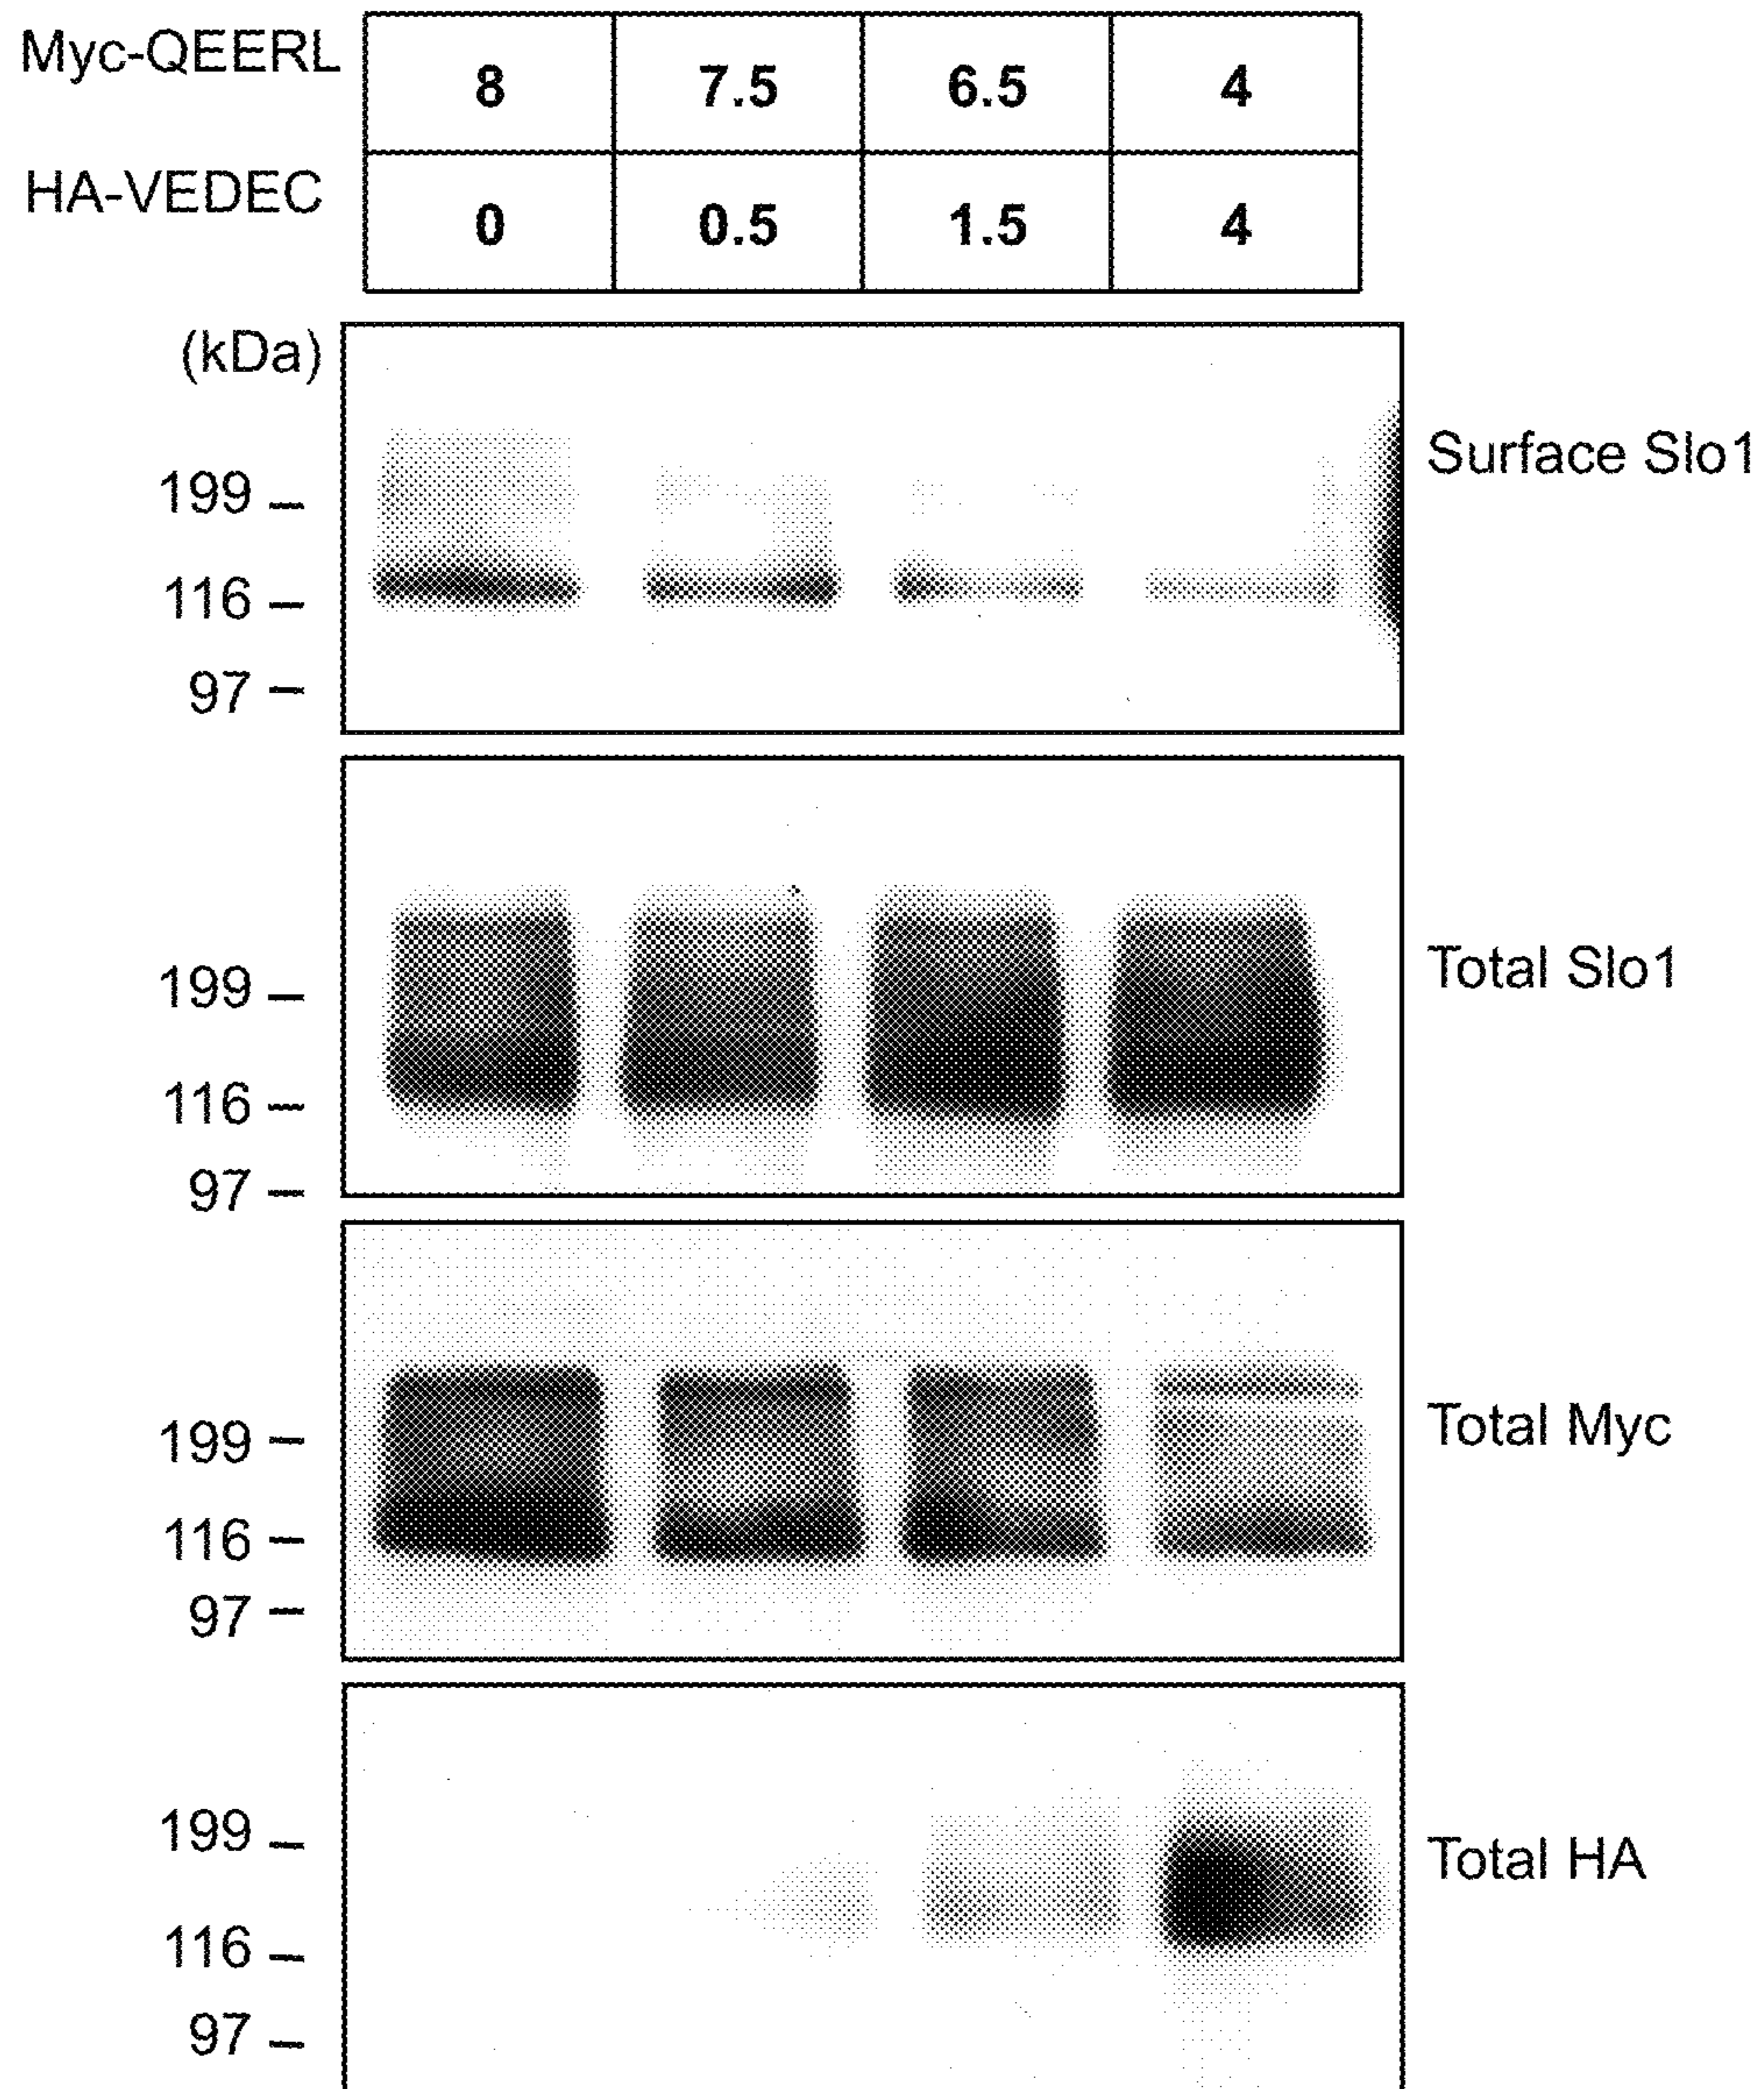 Myc-QEERL 8 7.5 6.5 4
HA-VEDEC 0 0.5 1.5 4
(kDa)
Surface Slo1
199
116
97
Total Slo1
199
116
97
Total Myc
199
116
97
199
Total HA
116
97